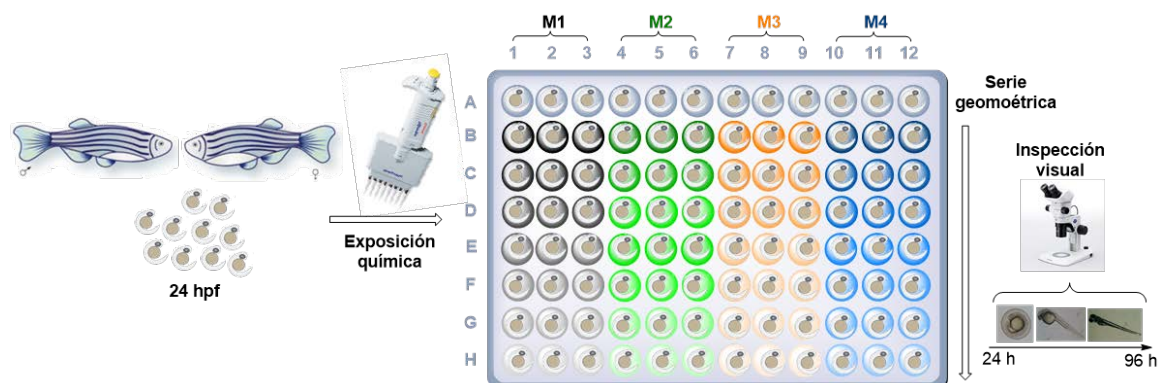 M1 M2 M3 M4
1 2 3 4 5 6 7 8 9 10 11 12
A
B
C
D
E
F
G
H
♂
♀
24 hpf
Exposición
química
Serie
geomoétrica
Inspección
visual
24 h
96 h